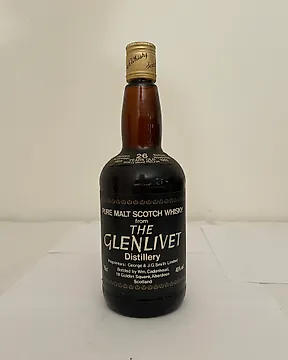 Whisky
26
PURE MALT SCOTCH WHISKY
from
THE
GLENLIVET
Distillery
Proprietors: George & J.G. Smith Limited
Bottled by Wm. Cadenhead,
18 Golden Square, Aberdeen
Scotland